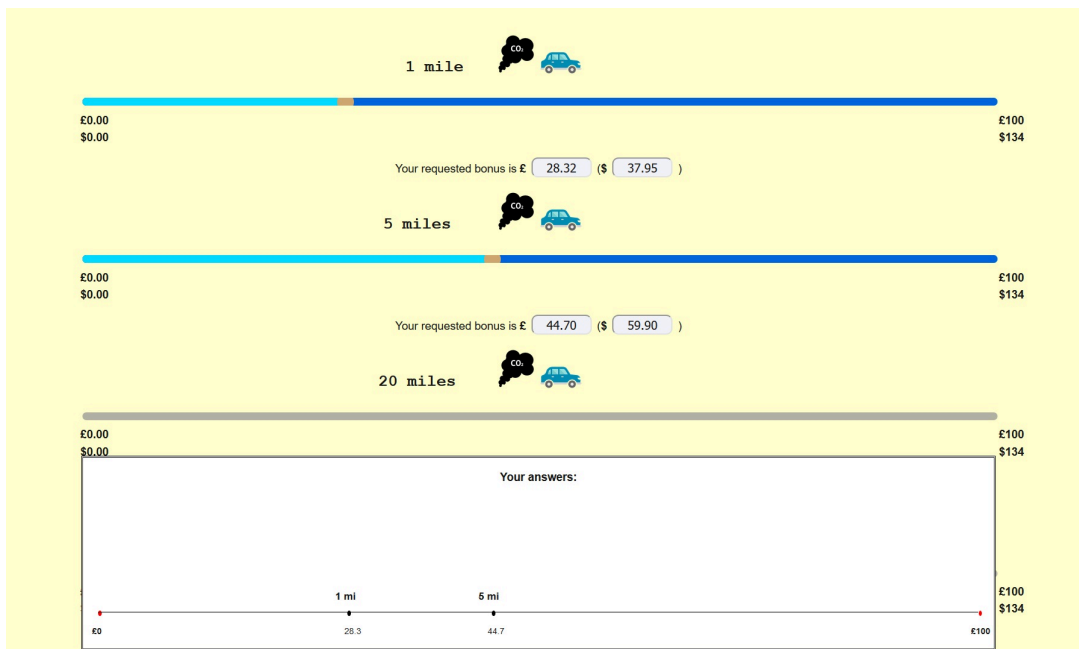 CO₂
1 mile
£0.00 £100
$0.00 $134
Your requested bonus is £ 28.32 ($ 37.95 )
CO₂
5 miles
£0.00 £100
$0.00 $134
Your requested bonus is £ 44.70 ($ 59.90 )
CO₂
20 miles
£0.00 £100
$0.00 $134
Your answers:
1 mi 5 mi
£100
$134
28.3 44.7
£0 £100